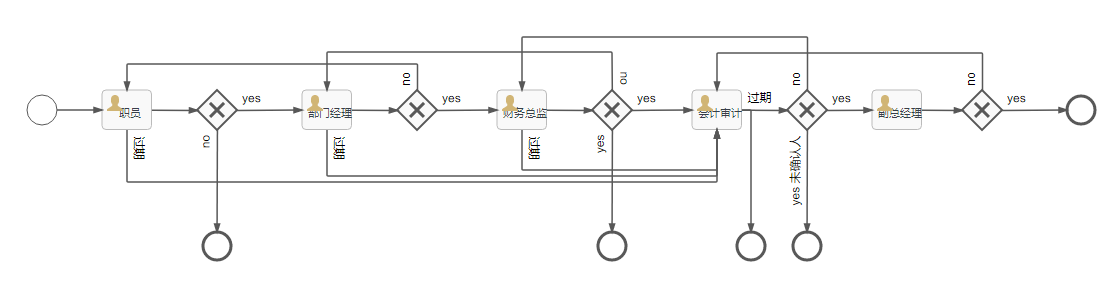 职员
过期
yes
no
部门经理
过期
no
yes
财务总监
过期
no
yes
yes
会计审计
过期
no
yes
yes 未确认人
副总经理
no
yes